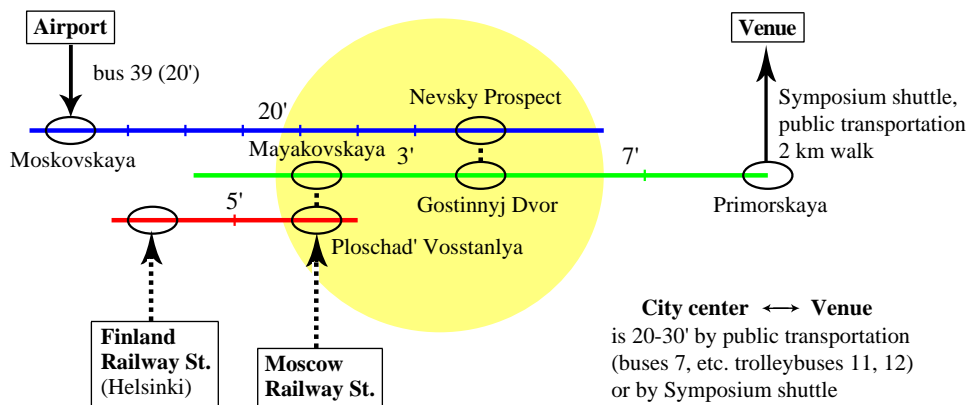 Airport
Venue
bus 39 (20')
Nevsky Prospect
Symposium shuttle,
public transportation
2 km walk
20'
Moskovskaya
Mayakovskaya
3'
7'
Gostinnyj Dvor
Primorskaya
5'
Ploschad' Vosstanlya
Finland
Railway St.
(Helsinki)
Moscow
Railway St.
City center ↔ Venue
is 20-30' by public transportation
(buses 7, etc. trolleybuses 11, 12)
or by Symposium shuttle